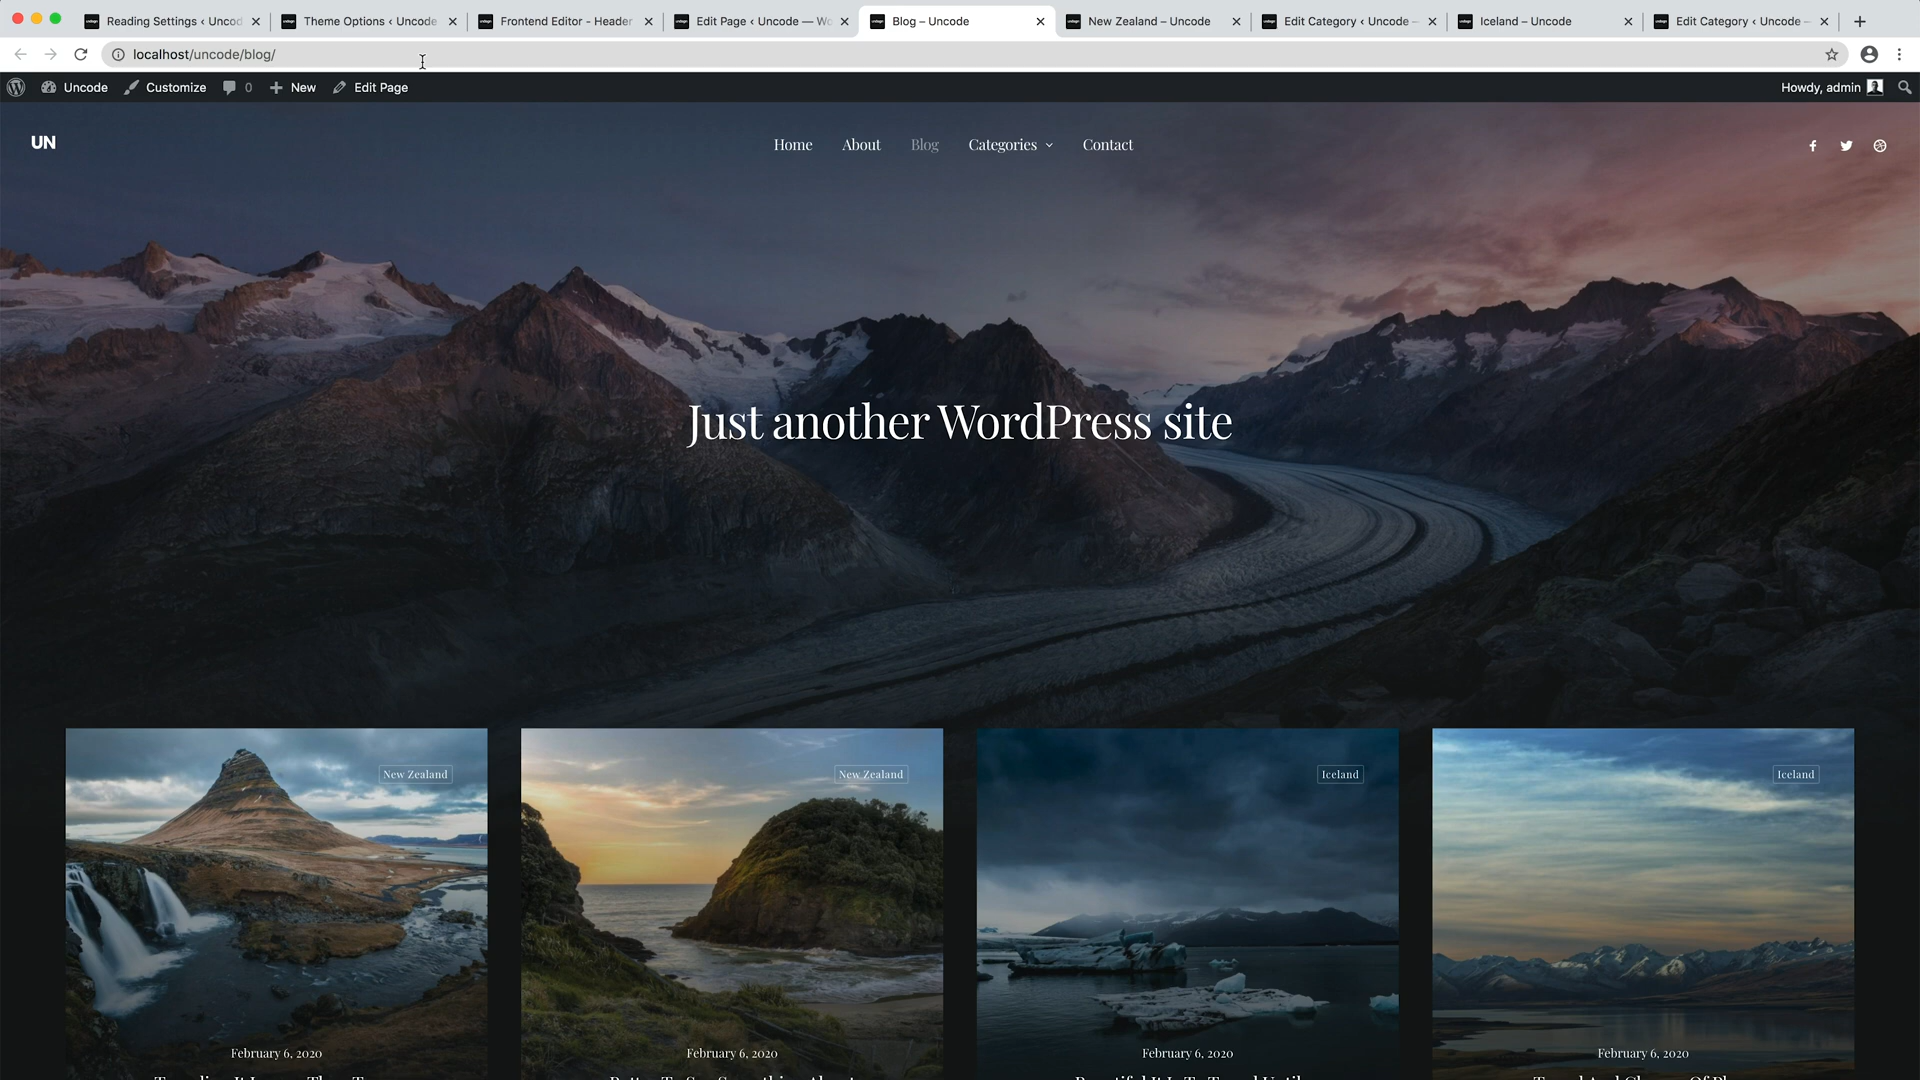 Reading Settings ‹ Uncod
Theme Options ‹ Uncode
Frontend Editor - Header
Edit Page ‹ Uncode — Wo
Blog – Uncode
New Zealand – Uncode
Edit Category ‹ Uncode –
Iceland – Uncode
Edit Category ‹ Uncode –
localhost/uncode/blog/
Uncode
Customize
0
New
Edit Page
Howdy, admin
UN
Home
About
Blog
Categories
Contact
Just another WordPress site
New Zealand
New Zealand
Iceland
Iceland
February 6, 2020
February 6, 2020
February 6, 2020
February 6, 2020